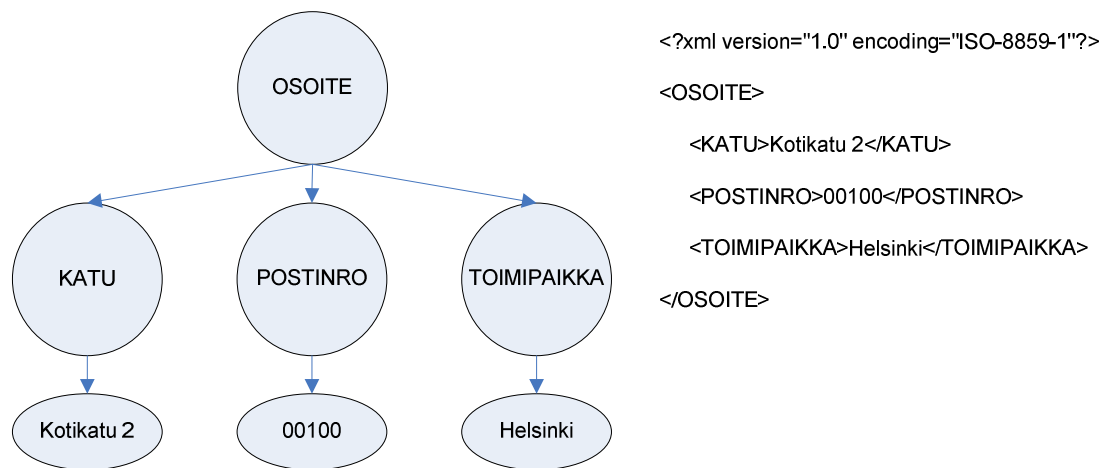 OSOITE
KATU
POSTINRO
TOIMIPAIKKA
Kotikatu 2
00100
Helsinki
<?xml version="1.0" encoding="ISO-8859-1"?>
<OSOITE>
<KATU>Kotikatu 2</KATU>
<POSTINRO>00100</POSTINRO>
<TOIMIPAIKKA>Helsinki</TOIMIPAIKKA>
</OSOITE>